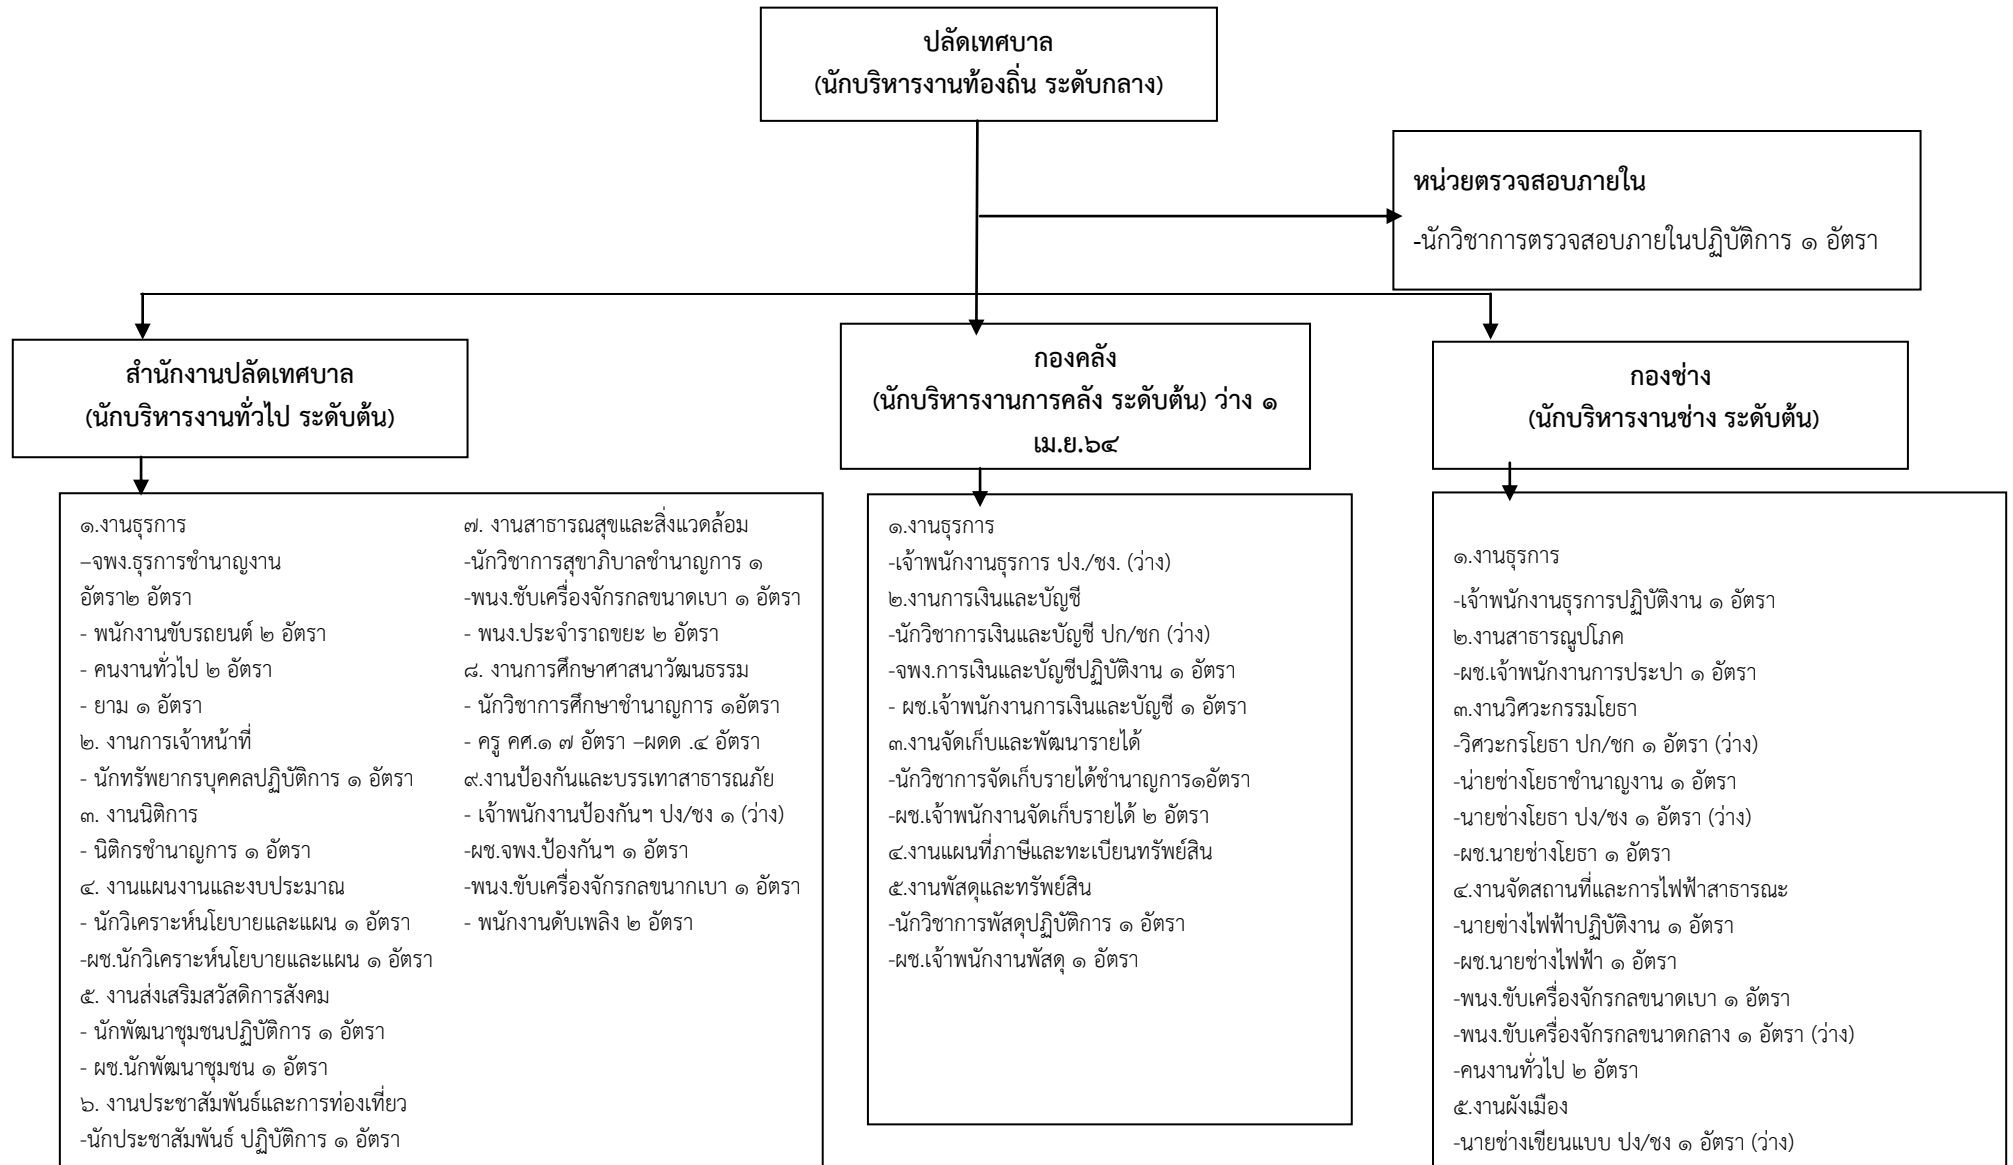 ปลัดเทศบาล
(นักบริหารงานท้องถิ่น ระดับกลาง)
หน่วยตรวจสอบภายใน
-นักวิชาการตรวจสอบภายในปฏิบัติการ ๑ อัตรา
สำนักงานปลัดเทศบาล
(นักบริหารงานทั่วไป ระดับต้น)
กองคลัง
(นักบริหารงานการคลัง ระดับต้น) ว่าง ๑
เม.ย.๖๔
กองช่าง
(นักบริหารงานช่าง ระดับต้น)
๑.งานธุรการ
–จพง.ธุรการชำนาญงาน
อัตรา๒ อัตรา
- พนักงานขับรถยนต์ ๒ อัตรา
- คนงานทั่วไป ๒ อัตรา
- ยาม ๑ อัตรา
๒. งานการเจ้าหน้าที่
- นักทรัพยากรบุคคลปฏิบัติการ ๑ อัตรา
๓. งานนิติการ
- นิติกรชำนาญการ ๑ อัตรา
๔. งานแผนงานและงบประมาณ
- นักวิเคราะห์นโยบายและแผน ๑ อัตรา
-ผช.นักวิเคราะห์นโยบายและแผน ๑ อัตรา
๕. งานส่งเสริมสวัสดิการสังคม
- นักพัฒนาชุมชนปฏิบัติการ ๑ อัตรา
- ผช.นักพัฒนาชุมชน ๑ อัตรา
๖. งานประชาสัมพันธ์และการท่องเที่ยว
-นักประชาสัมพันธ์ ปฏิบัติการ ๑ อัตรา
๗. งานสาธารณสุขและสิ่งแวดล้อม
-นักวิชาการสุขาภิบาลชำนาญการ ๑
-พนง.ชับเครื่องจักรกลขนาดเบา ๑ อัตรา
- พนง.ประจำราถขยะ ๒ อัตรา
๘. งานการศึกษาศาสนาวัฒนธรรม
- นักวิชาการศึกษาชำนาญการ ๑อัตรา
- ครู คศ.๑ ๗ อัตรา –ผดด .๔ อัตรา
๙.งานป้องกันและบรรเทาสาธารณภัย
- เจ้าพนักงานป้องกันฯ ปง/ชง ๑ (ว่าง)
-ผช.จพง.ป้องกันฯ ๑ อัตรา
-พนง.ขับเครื่องจักรกลขนากเบา ๑ อัตรา
- พนักงานดับเพลิง ๒ อัตรา
๑.งานธุรการ
-เจ้าพนักงานธุรการ ปง./ชง. (ว่าง)
๒.งานการเงินและบัญชี
-นักวิชาการเงินและบัญชี ปก/ชก (ว่าง)
-จพง.การเงินและบัญชีปฏิบัติงาน ๑ อัตรา
- ผช.เจ้าพนักงานการเงินและบัญชี ๑ อัตรา
๓.งานจัดเก็บและพัฒนารายได้
-นักวิชาการจัดเก็บรายได้ชำนาญการ๑อัตรา
-ผช.เจ้าพนักงานจัดเก็บรายได้ ๒ อัตรา
๔.งานแผนที่ภาษีและทะเบียนทรัพย์สิน
๕.งานพัสดุและทรัพย์สิน
-นักวิชาการพัสดุปฏิบัติการ ๑ อัตรา
-ผช.เจ้าพนักงานพัสดุ ๑ อัตรา
๑.งานธุรการ
-เจ้าพนักงานธุรการปฏิบัติงาน ๑ อัตรา
๒.งานสาธารณูปโภค
-ผช.เจ้าพนักงานการประปา ๑ อัตรา
๓.งานวิศวะกรรมโยธา
-วิศวะกรโยธา ปก/ชก ๑ อัตรา (ว่าง)
-น่ายช่างโยธาชำนาญงาน ๑ อัตรา
-นายช่างโยธา ปง/ชง ๑ อัตรา (ว่าง)
-ผช.นายช่างโยธา ๑ อัตรา
๔.งานจัดสถานที่และการไฟฟ้าสาธารณะ
-นายข่างไฟฟ้าปฏิบัติงาน ๑ อัตรา
-ผช.นายช่างไฟฟ้า ๑ อัตรา
-พนง.ขับเครื่องจักรกลขนาดเบา ๑ อัตรา
-พนง.ขับเครื่องจักรกลขนาดกลาง ๑ อัตรา (ว่าง)
-คนงานทั่วไป ๒ อัตรา
๕.งานผังเมือง
-นายช่างเขียนแบบ ปง/ชง ๑ อัตรา (ว่าง)